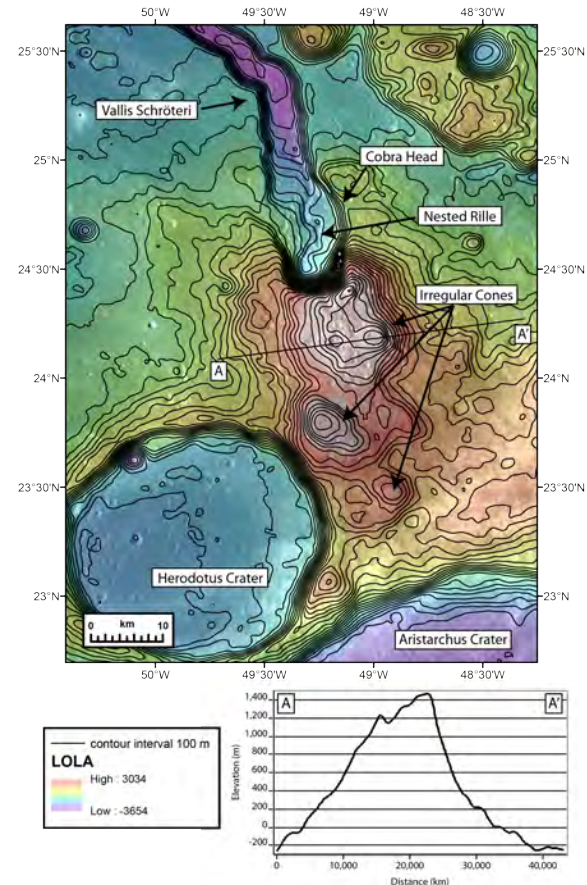 50°W 49°30'W 49°W 48°30'W
25°30'N 25°30'N
Vallis Schröteri
25°N 25°N
Cobra Head
Nested Rille
24°30'N 24°30'N
Irregular Cones
A A'
24°N 24°N
23°30'N 23°30'N
Herodotus Crater
23°N 23°N
0 km 10
Aristarchus Crater
50°W 49°30'W 49°W 48°30'W
contour interval 100 m
LOLA
High : 3034
Low : -3654
A A'
1,400
1,200
1,000
800
600
400
200
0
-200
Elevation (m)
0 10,000 20,000 30,000 40,000
Distance (km)